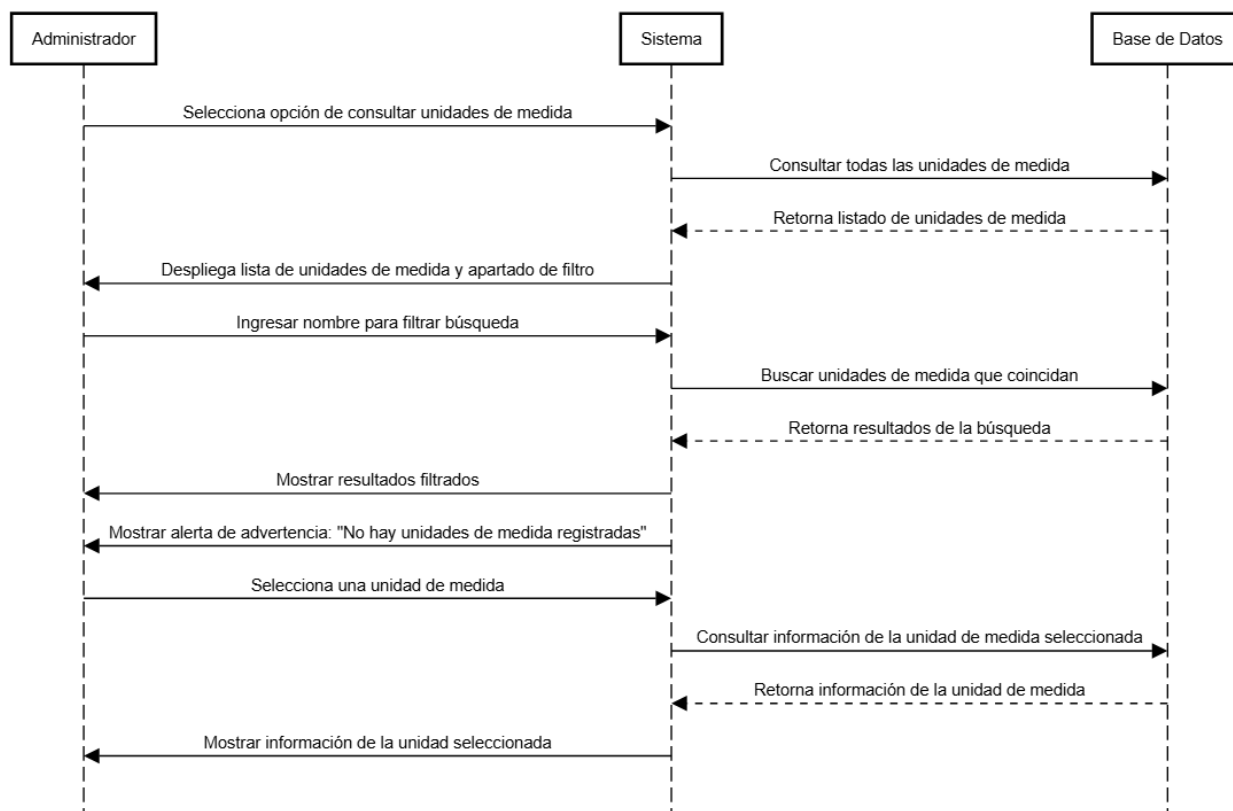 Administrador
Sistema
Base de Datos
Selecciona opción de consultar unidades de medida
Consultar todas las unidades de medida
Retorna listado de unidades de medida
Despliega lista de unidades de medida y apartado de filtro
Ingresar nombre para filtrar búsqueda
Buscar unidades de medida que coincidan
Retorna resultados de la búsqueda
Mostrar resultados filtrados
Mostrar alerta de advertencia: "No hay unidades de medida registradas"
Selecciona una unidad de medida
Consultar información de la unidad de medida seleccionada
Retorna información de la unidad de medida
Mostrar información de la unidad seleccionada